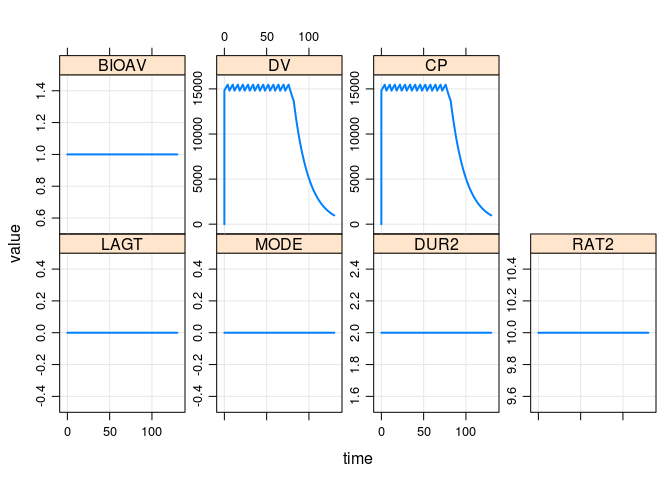 0 100
BIOAV DV CP
0.6 0.8 1.0 1.2 1.4
0 5000 10000 15000
0 5000 10000 15000
LAGT MODE DUR2 RAT2
-0.4 -0.2 0.0 0.2 0.4
-0.4 -0.2 0.0 0.2 0.4
1.6 1.8 2.0 2.2 2.4
9.6 9.8 10.0 10.2 10.4
0 50 100 0 50 100
value
time